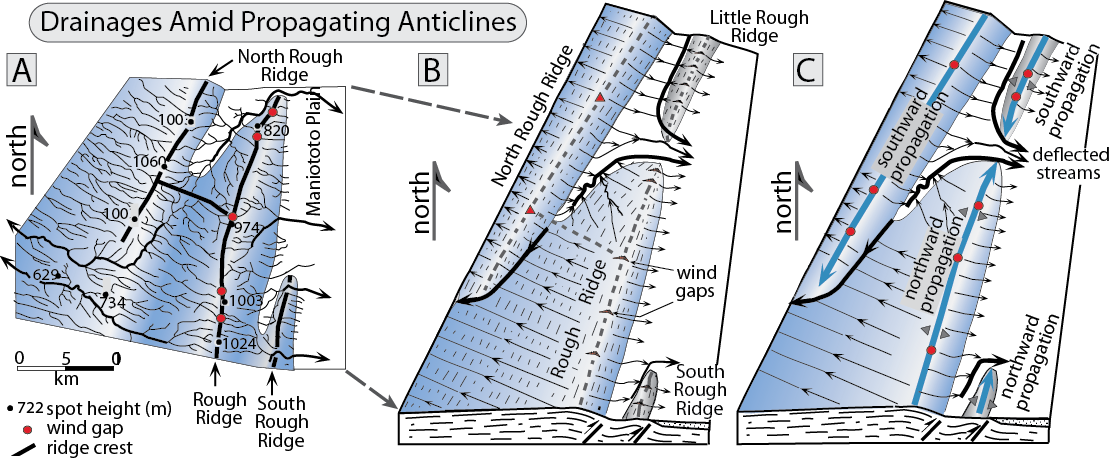 Drainages Amid Propagating Anticlines
A
North Rough
Ridge
north
Maniototo Plain
100
820
1060
100
974
629
34
1003
1024
0 5 0
km
722 spot height (m)
wind gap
ridge crest
Rough
Ridge
South
Rough
Ridge
B
Little Rough
Ridge
North Rough Ridge
north
Rough Ridge
wind
gaps
South
Rough
Ridge
C
southward
propagation
southward
propagation
deflected
streams
north
northward
propagation
northward
propagation